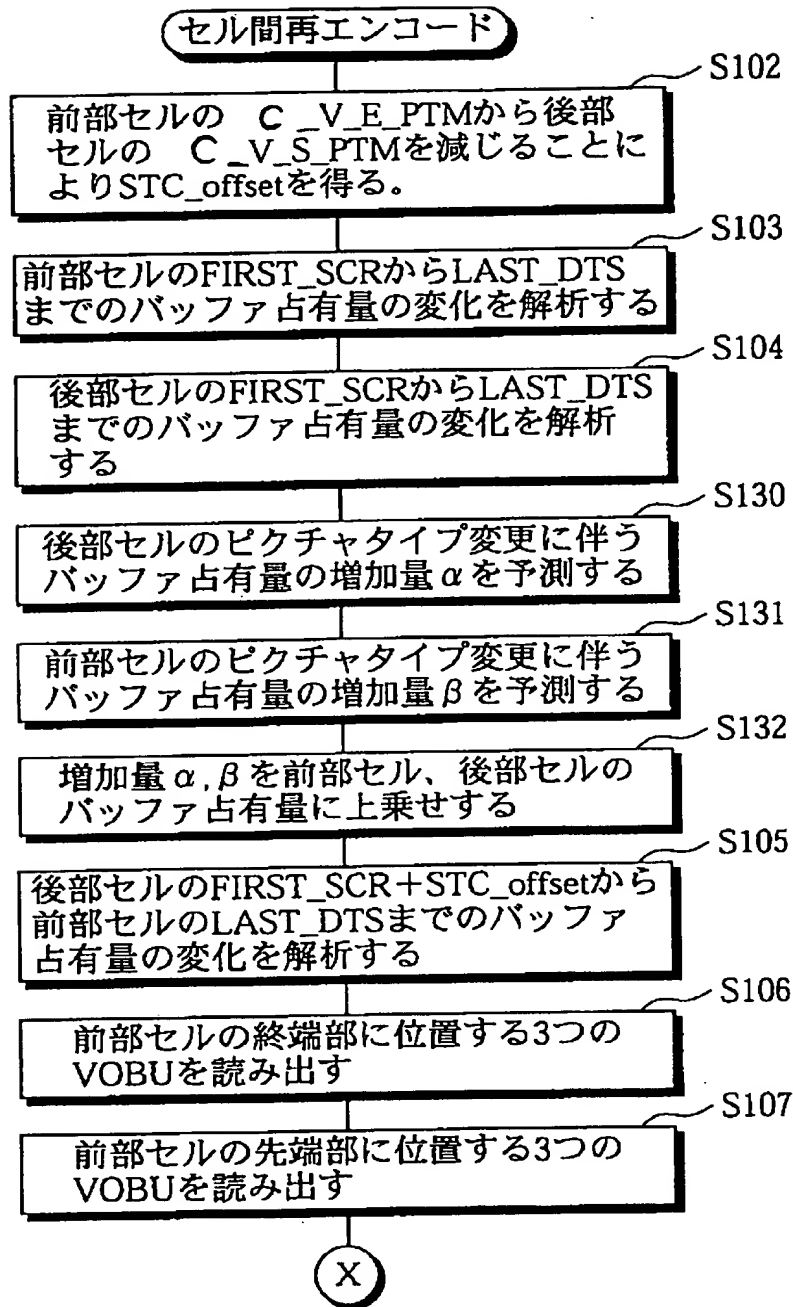 セル間再エンコード
S102
前部セルの C_V_E_PTMから後部
セルの C_V_S_PTMを減じることに
よりSTC_offsetを得る。
S103
前部セルのFIRST_SCRからLAST_DTS
までのバッファ占有量の変化を解析する
S104
後部セルのFIRST_SCRからLAST_DTS
までのバッファ占有量の変化を解析
する
S130
後部セルのピクチャタイプ変更に伴う
バッファ占有量の増加量αを予測する
S131
前部セルのピクチャタイプ変更に伴う
バッファ占有量の増加量βを予測する
S132
増加量α,βを前部セル、後部セルの
バッファ占有量に上乗せする
S105
後部セルのFIRST_SCR+STC_offsetから
前部セルのLAST_DTSまでのバッファ
占有量の変化を解析する
S106
前部セルの終端部に位置する3つの
VOBUを読み出す
S107
前部セルの先端部に位置する3つの
VOBUを読み出す
X